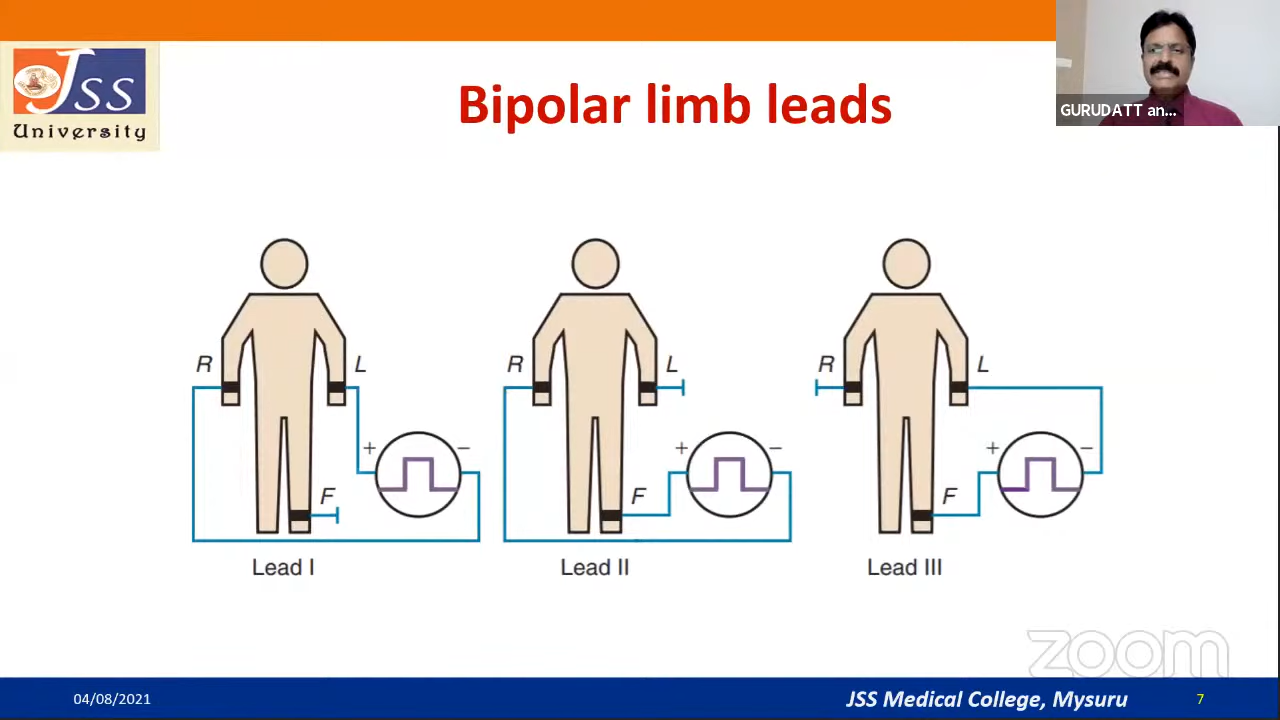 JSS
University
Bipolar limb leads
GURUDATT an...
R
L
+
−
F
Lead I
R
L
+
−
F
Lead II
R
L
+
−
F
Lead III
zoom
04/08/2021
JSS Medical College, Mysuru
7